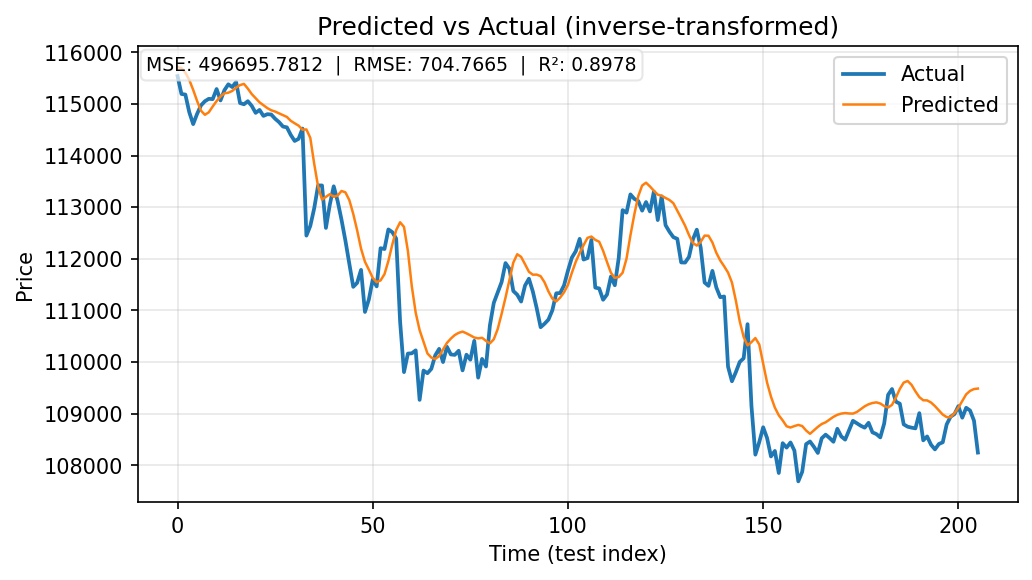 Predicted vs Actual (inverse-transformed)
MSE: 496695.7812 | RMSE: 704.7665 | R²: 0.8978
Actual
Predicted
Price
116000
115000
114000
113000
112000
111000
110000
109000
108000
0 50 100 150 200
Time (test index)